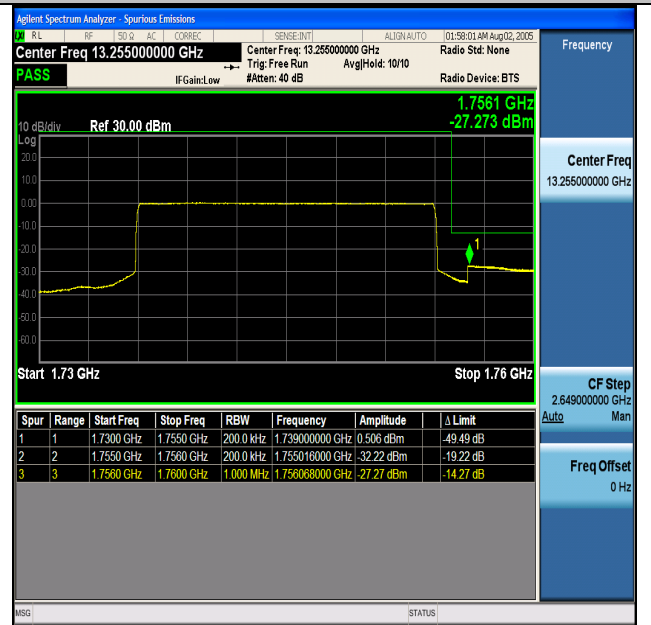 Agilent Spectrum Analyzer - Spurious Emissions
LXI RL RF 50 Ω AC CORREC SENSE:INT ALIGN AUTO 01:58:01 AM Aug 02, 2005
Center Freq 13.255000000 GHz
Center Freq: 13.255000000 GHz
Radio Std: None
Trig: Free Run Avg|Hold: 10/10
PASS
IFGain:Low
#Atten: 40 dB
Radio Device: BTS
1.7561 GHz
-27.273 dBm
10 dB/div Ref 30.00 dBm
Log
20.0
10.0
0.00
-10.0
-20.0
-30.0
-40.0
-50.0
-60.0
1
Start 1.73 GHz Stop 1.76 GHz
Spur Range Start Freq Stop Freq RBW Frequency Amplitude Δ Limit
1 1 1.7300 GHz 1.7550 GHz 200.0 kHz 1.739000000 GHz 0.506 dBm -49.49 dB
2 2 1.7550 GHz 1.7560 GHz 200.0 kHz 1.755016000 GHz -32.22 dBm -19.22 dB
3 3 1.7560 GHz 1.7600 GHz 1.000 MHz 1.756068000 GHz -27.27 dBm -14.27 dB
Frequency
Center Freq
13.255000000 GHz
CF Step
2.649000000 GHz
Auto Man
Freq Offset
0 Hz
MSG STATUS